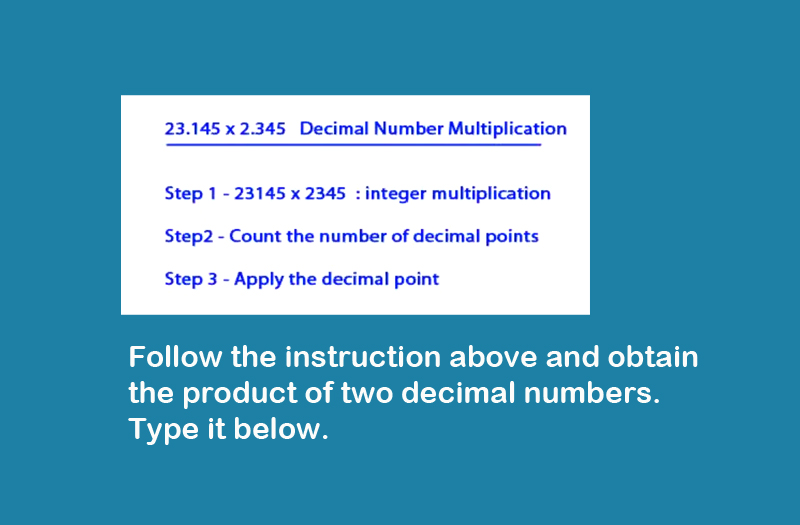 23.145 x 2.345 Decimal Number Multiplication
Step 1 - 23145 x 2345 : integer multiplication
Step2 - Count the number of decimal points
Step 3 - Apply the decimal point
Follow the instruction above and obtain
the product of two decimal numbers.
Type it below.